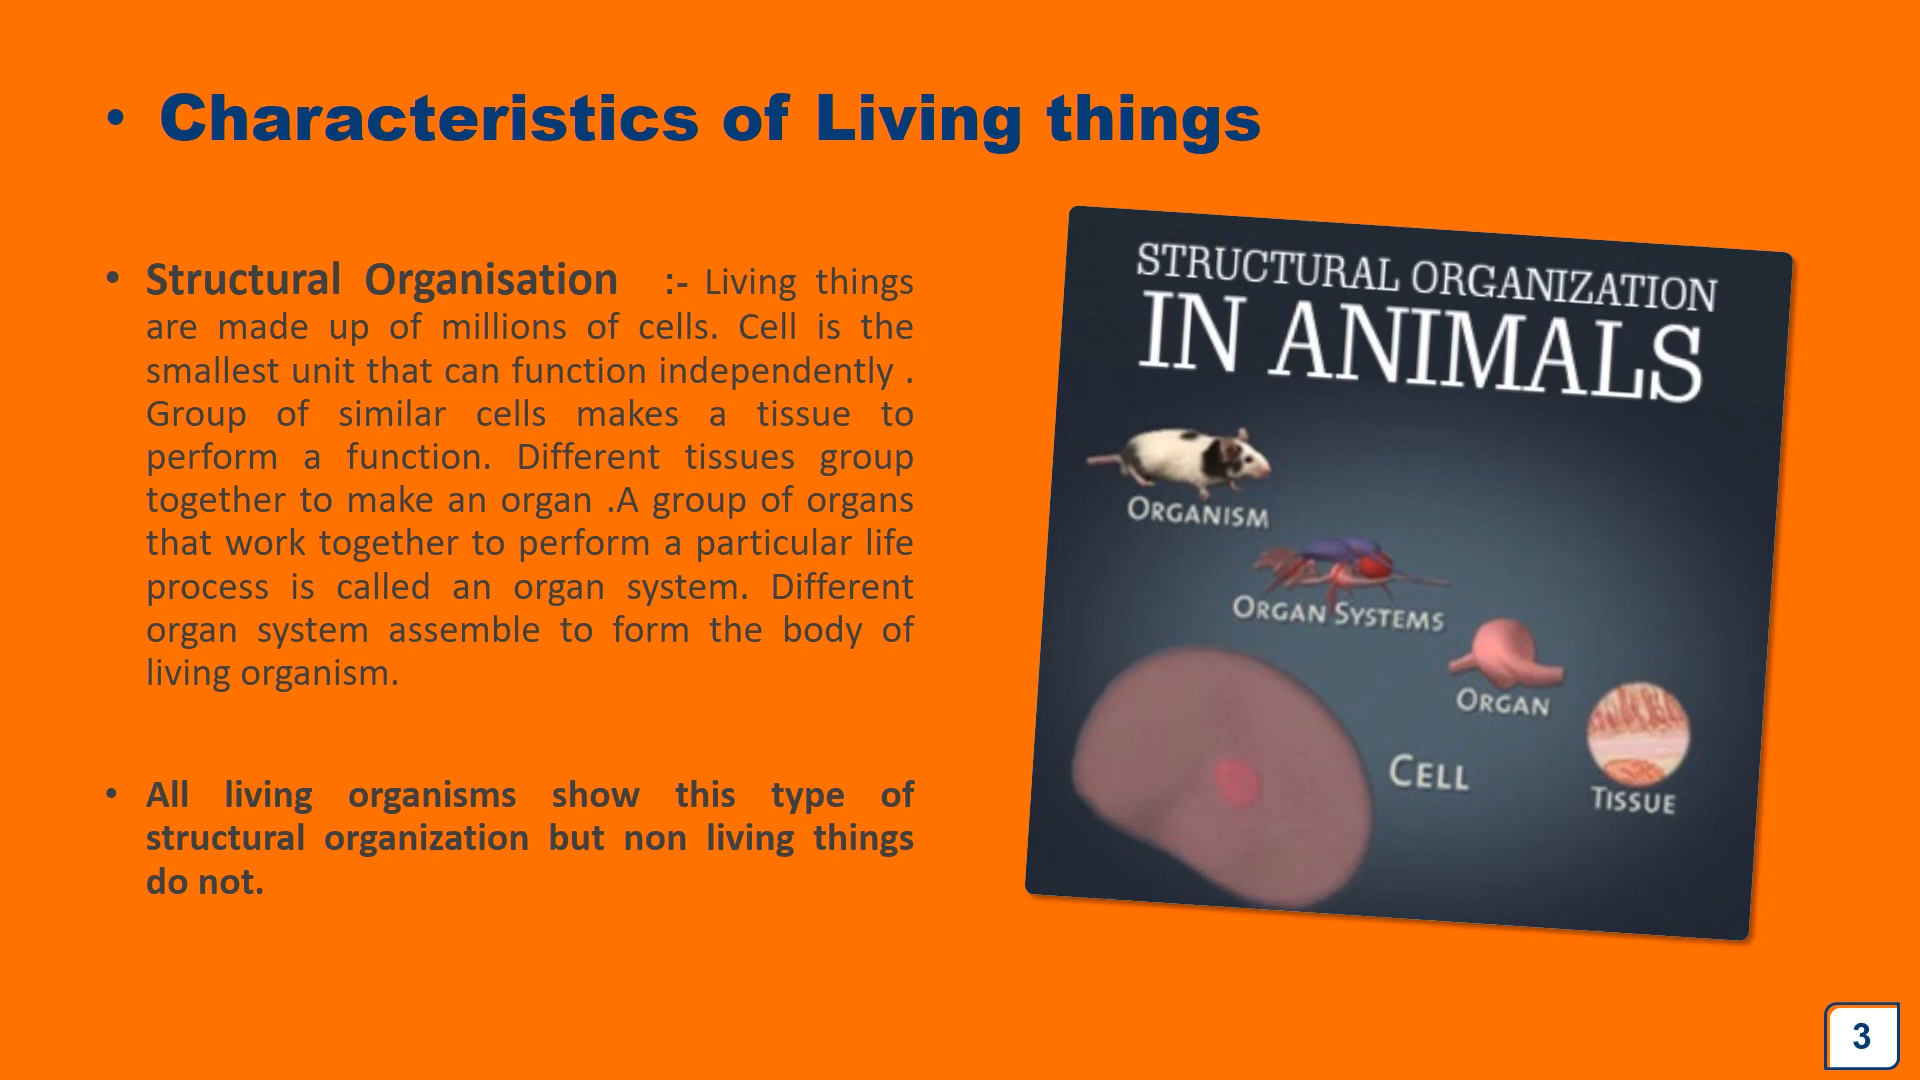 • Characteristics of Living things
• Structural Organisation :- Living things
are made up of millions of cells. Cell is the
smallest unit that can function independently .
Group of similar cells makes a tissue to
perform a function. Different tissues group
together to make an organ .A group of organs
that work together to perform a particular life
process is called an organ system. Different
organ system assemble to form the body of
living organism.
• All living organisms show this type of
structural organization but non living things
do not.
STRUCTURAL ORGANIZATION
IN ANIMALS
ORGANISM
ORGAN SYSTEMS
ORGAN
CELL
TISSUE
3